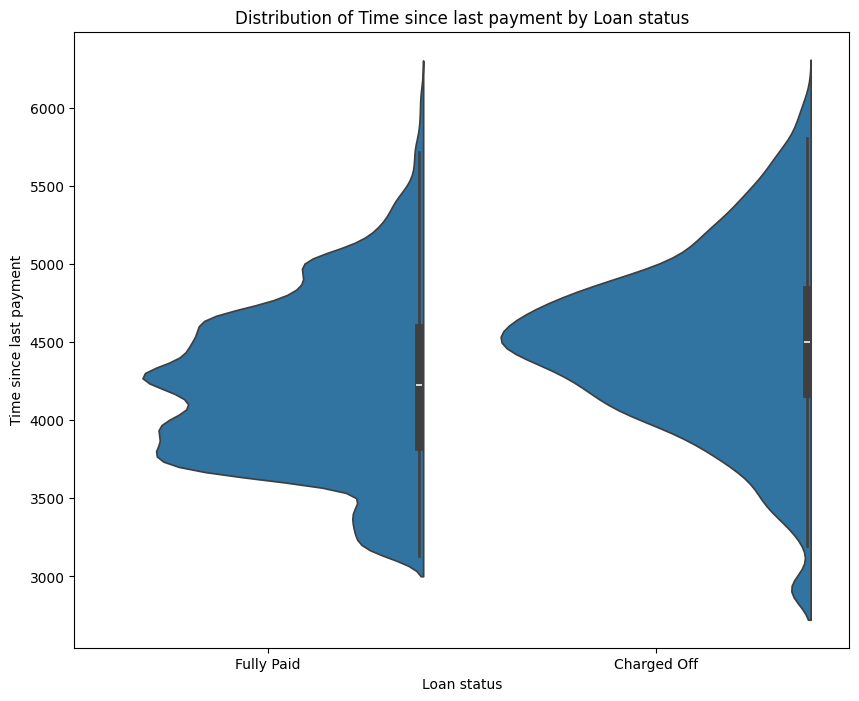 Distribution of Time since last payment by Loan status
Time since last payment
6000
5500
5000
4500
4000
3500
3000
Fully Paid
Charged Off
Loan status